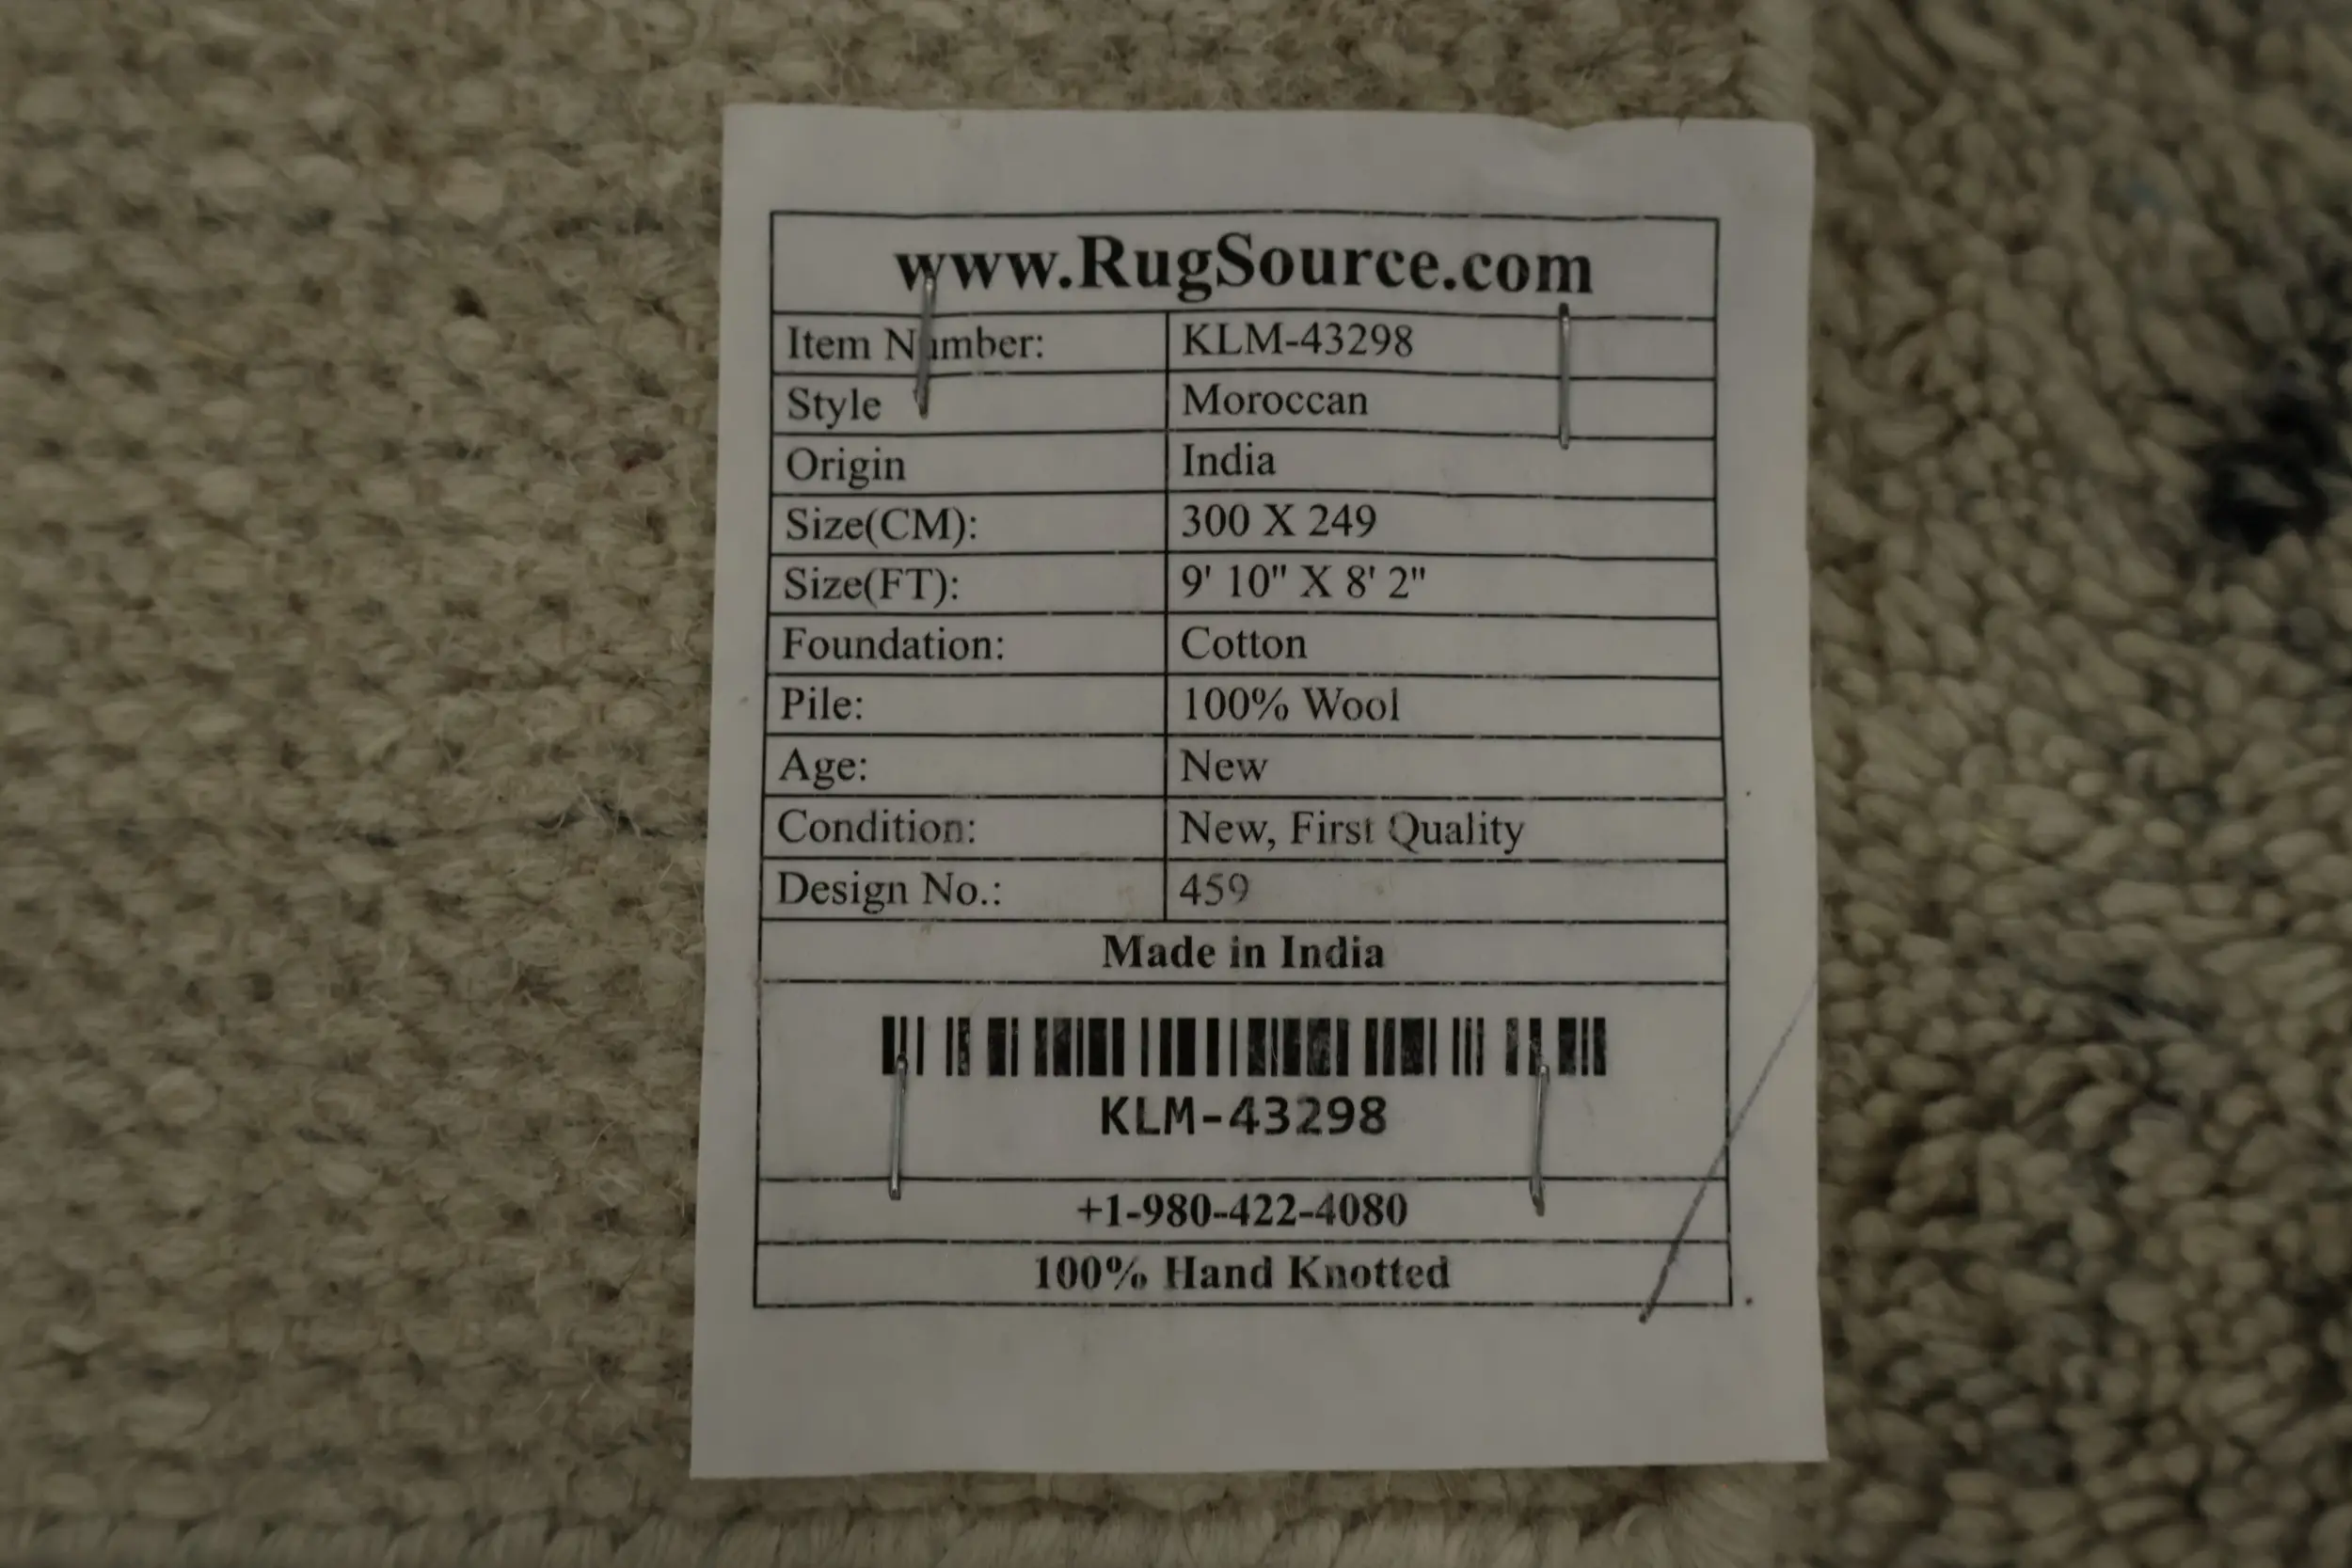 www.RugSource.com
Item Number: KLM-43298
Style Moroccan
Origin India
Size(CM): 300 X 249
Size(FT): 9' 10" X 8' 2"
Foundation: Cotton
Pile: 100% Wool
Age: New
Condition: New, First Quality
Design No.: 459
Made in India
KLM-43298
+1-980-422-4080
100% Hand Knotted